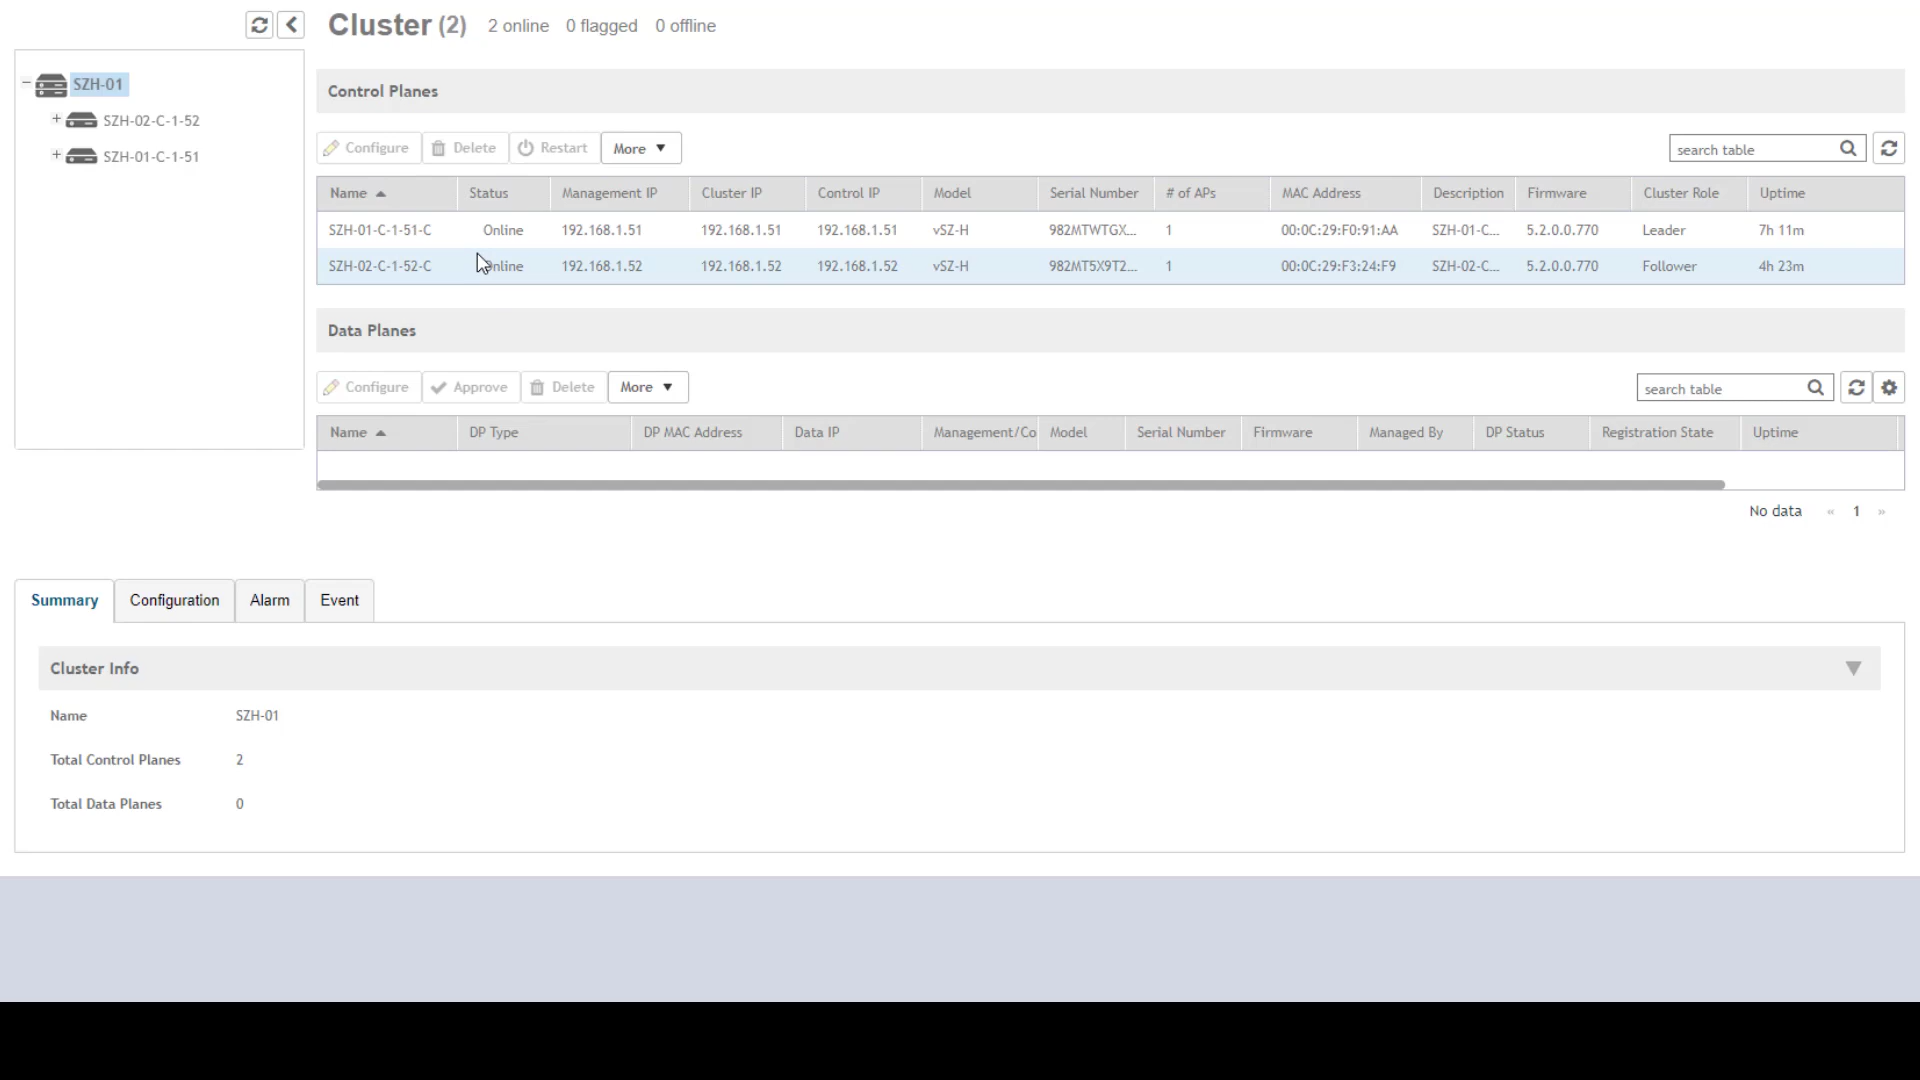 Cluster (2) 2 online 0 flagged 0 offline
SZH-01
SZH-02-C-1-52
SZH-01-C-1-51
Control Planes
Configure Delete Restart More ▼ search table
Name ▲ Status Management IP Cluster IP Control IP Model Serial Number # of APs MAC Address Description Firmware Cluster Role Uptime
SZH-01-C-1-51-C Online 192.168.1.51 192.168.1.51 192.168.1.51 vSZ-H 982MTWTGX... 1 00:0C:29:F0:91:AA SZH-01-C... 5.2.0.0.770 Leader 7h 11m
SZH-02-C-1-52-C Online 192.168.1.52 192.168.1.52 192.168.1.52 vSZ-H 982MT5X9T2... 1 00:0C:29:F3:24:F9 SZH-02-C... 5.2.0.0.770 Follower 4h 23m
Data Planes
Configure Approve Delete More ▼ search table
Name ▲ DP Type DP MAC Address Data IP Management/Co Model Serial Number Firmware Managed By DP Status Registration State Uptime
No data « 1 »
Summary Configuration Alarm Event
Cluster Info ▼
Name SZH-01
Total Control Planes 2
Total Data Planes 0